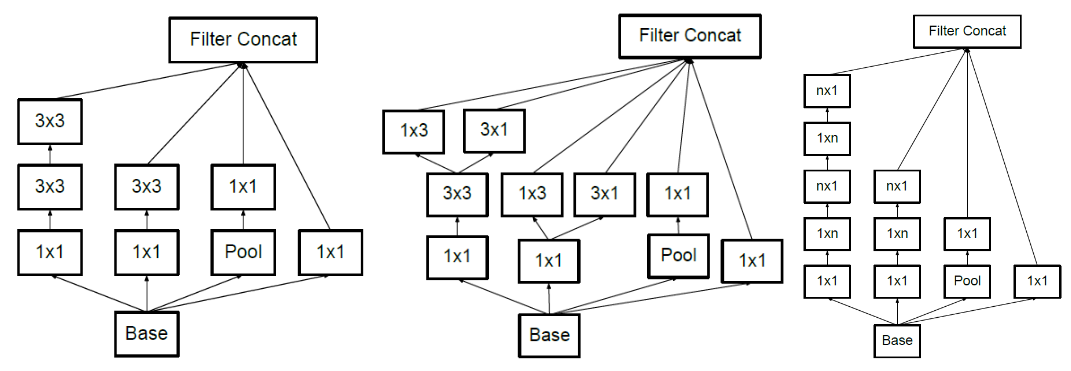 Filter Concat
3x3
3x3 3x3 1x1
1x1 1x1 Pool 1x1
Base
Filter Concat
1x3 3x1
3x3 1x3 3x1 1x1
1x1 1x1 Pool 1x1
Base
Filter Concat
nx1
1xn
nx1 nx1
1xn 1xn 1x1
1x1 1x1 Pool 1x1
Base